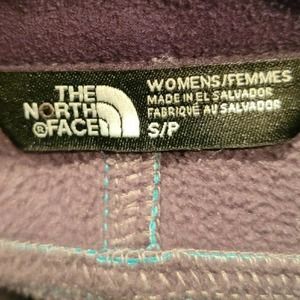 THE
NORTH
FACE
®
WOMENS/FEMMES
MADE IN EL SALVADOR
FABRIQUÉ AU SALVADOR
S/P